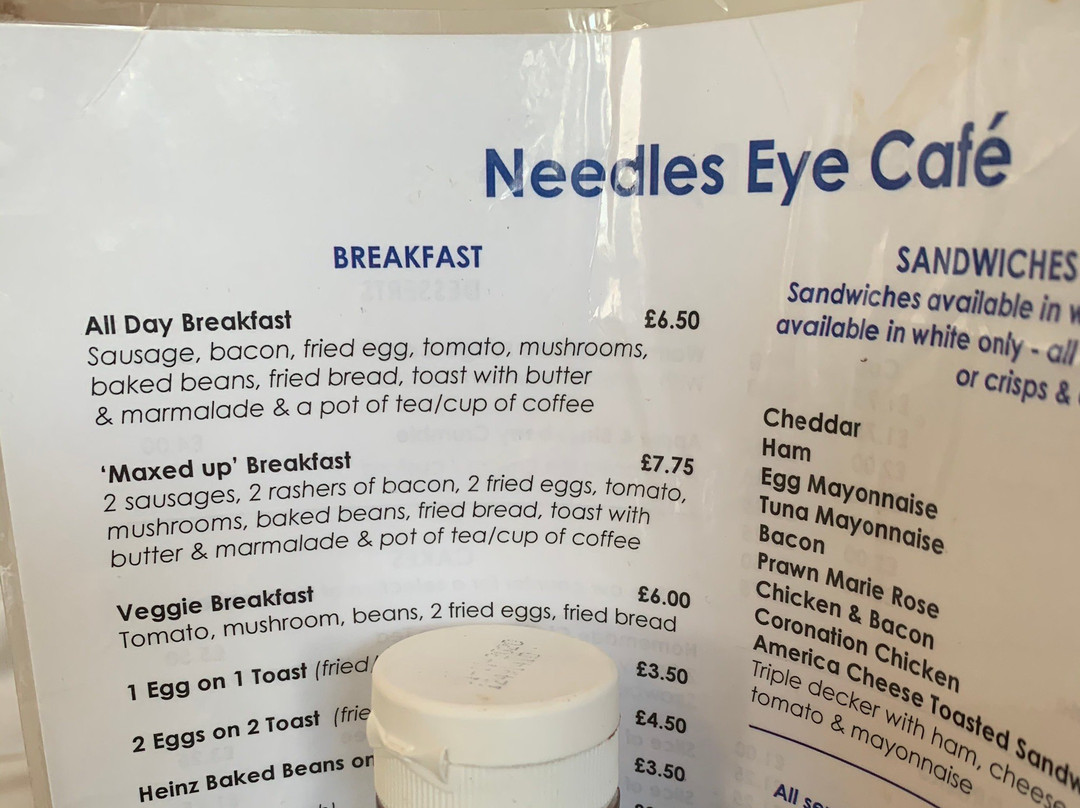 Needles Eye Café
BREAKFAST
All Day Breakfast £6.50
Sausage, bacon, fried egg, tomato, mushrooms,
baked beans, fried bread, toast with butter
& marmalade & a pot of tea/cup of coffee
‘Maxed up’ Breakfast £7.75
2 sausages, 2 rashers of bacon, 2 fried eggs, tomato,
mushrooms, baked beans, fried bread, toast with
butter & marmalade & pot of tea/cup of coffee
Veggie Breakfast £6.00
Tomato, mushroom, beans, 2 fried eggs, fried bread
1 Egg on 1 Toast (fried £3.50
2 Eggs on 2 Toast £4.50
Heinz Baked Beans on £3.50
SANDWICHES
Sandwiches available in
available in white only - all
or crisps &
Cheddar
Ham
Egg Mayonnaise
Tuna Mayonnaise
Bacon
Prawn Marie Rose
Chicken & Bacon
Coronation Chicken
America Cheese Toasted
Triple decker with ham, cheese
tomato & mayonnaise
All